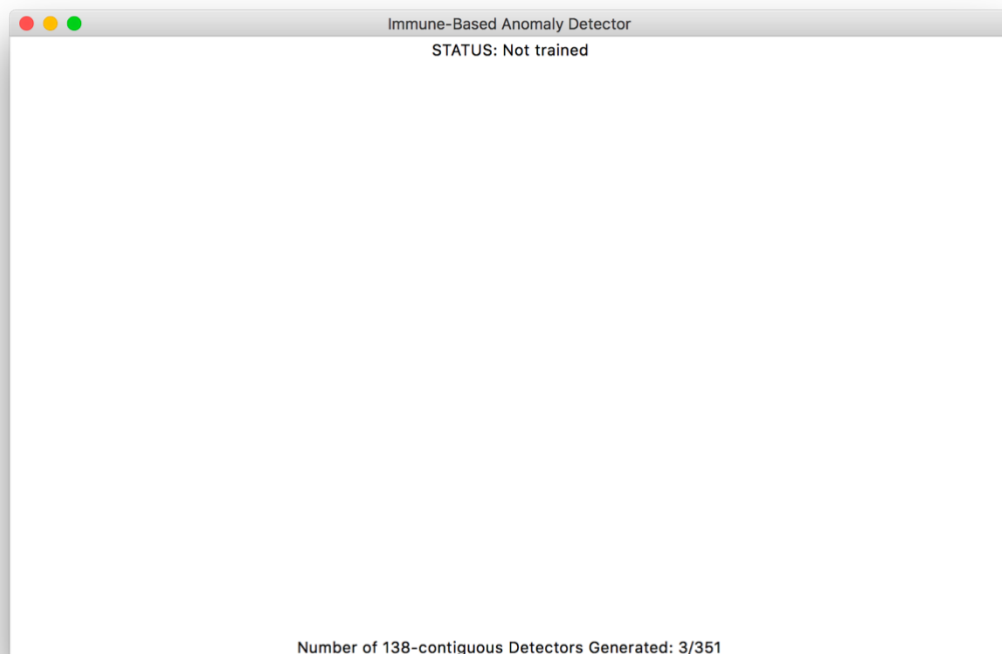 Immune-Based Anomaly Detector
STATUS: Not trained
Number of 138-contiguous Detectors Generated: 3/351